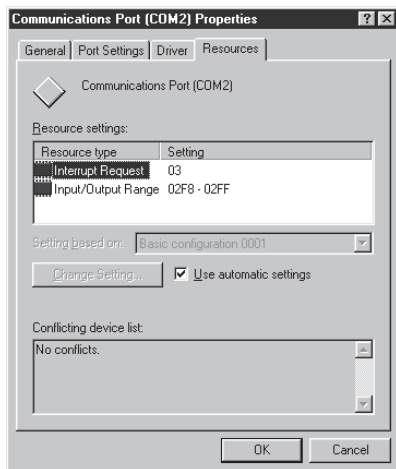 Communications Port (COM2) Properties
General Port Settings Driver Resources
Communications Port (COM2)
Resource settings:
Resource type Setting
Interrupt Request 03
Input/Output Range 02F8 - 02FF
Setting based on: Basic configuration 0001
Change Setting... Use automatic settings
Conflicting device list:
No conflicts.
OK Cancel